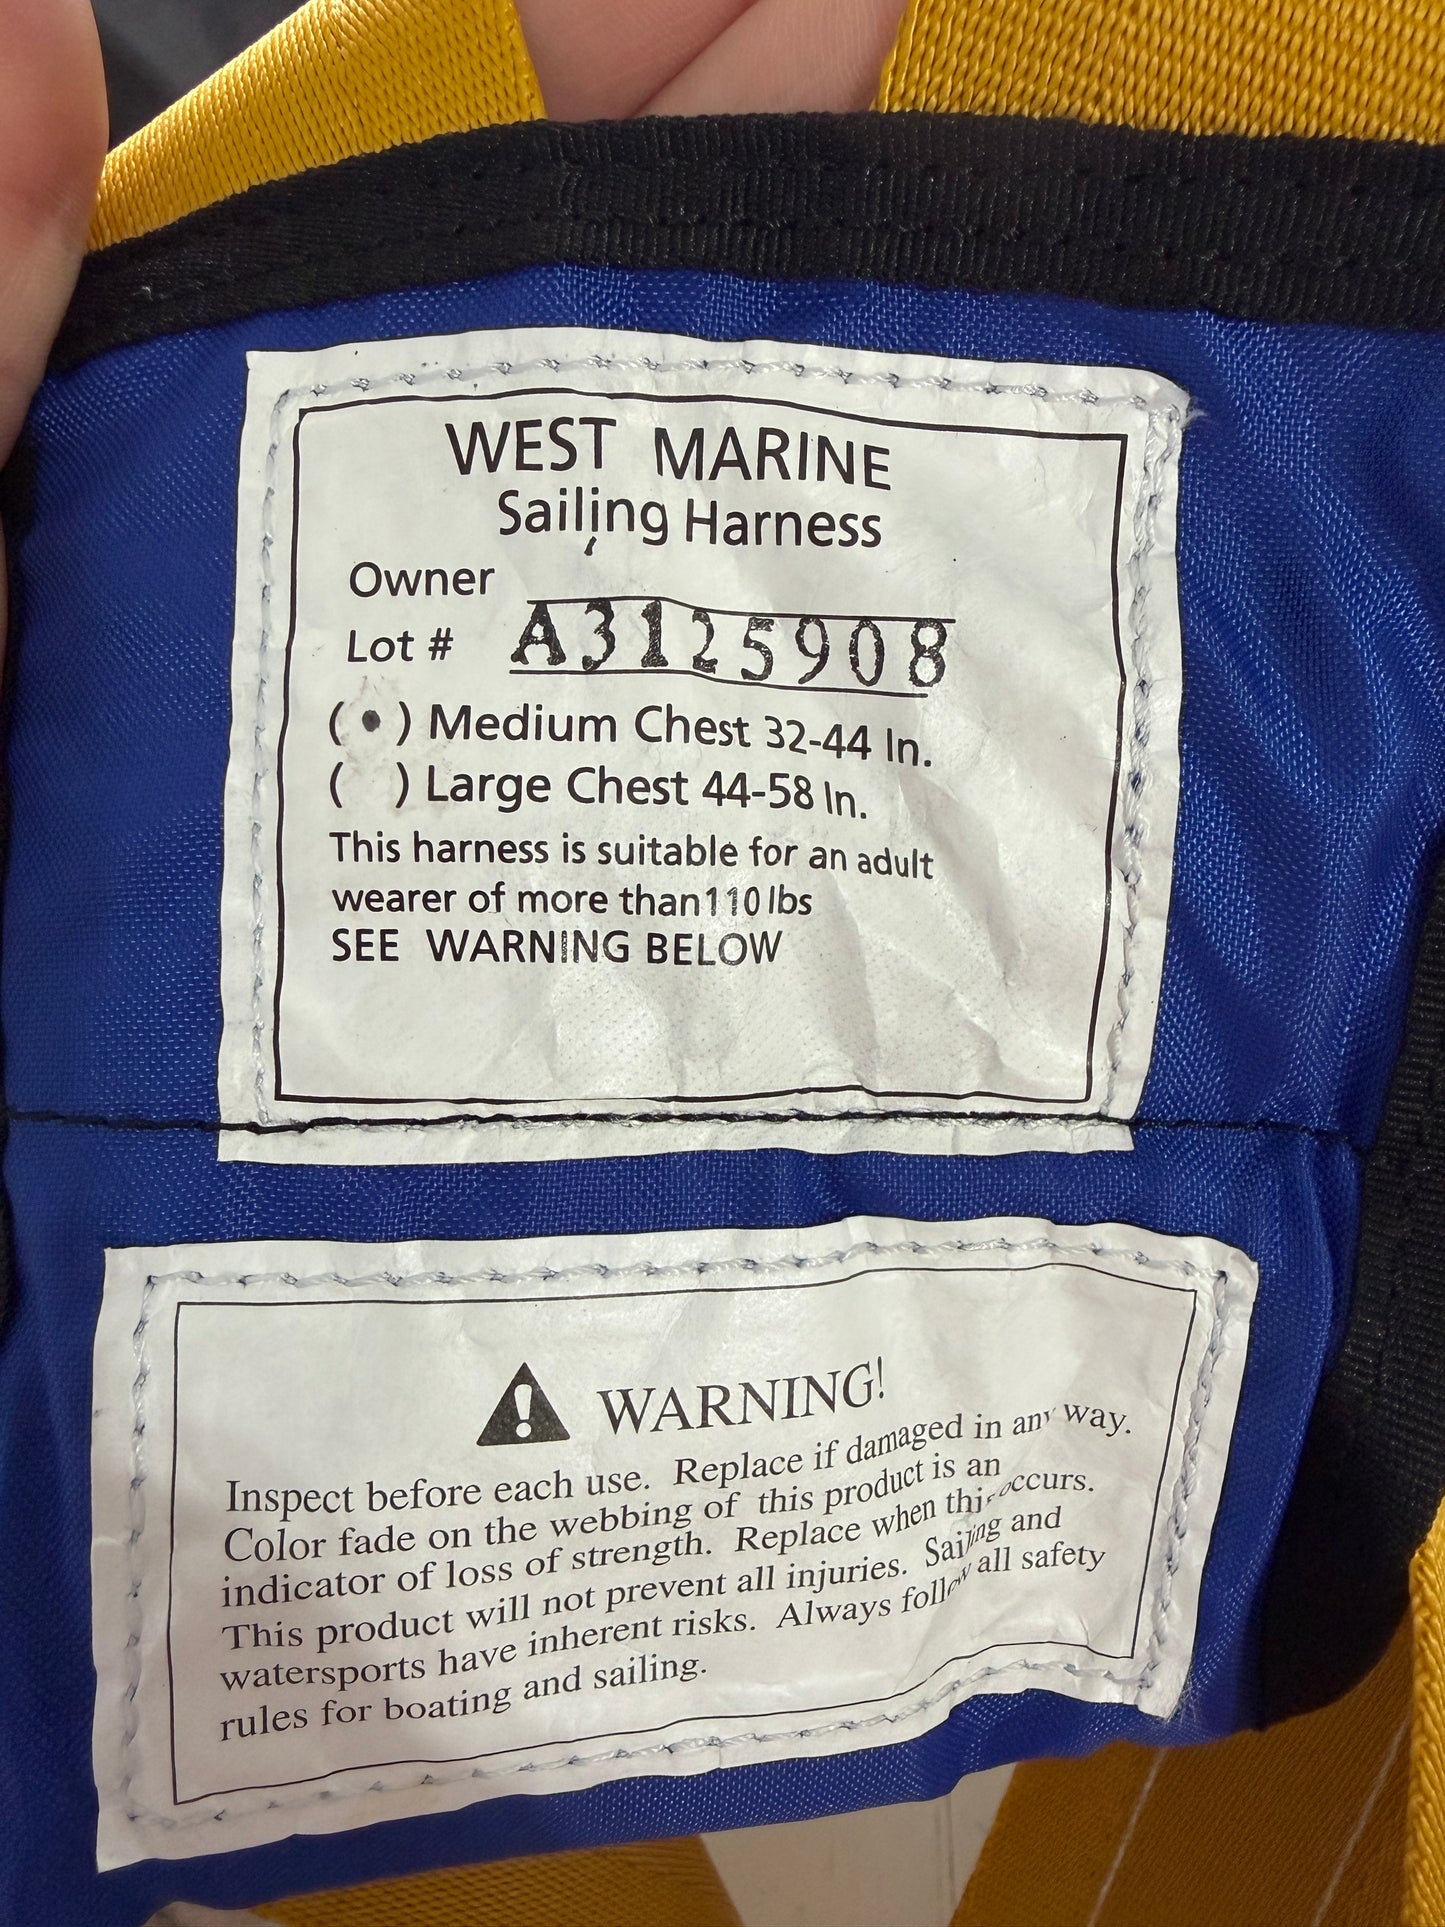 WEST MARINE
Sailing Harness
Owner
Lot # A3125908
(•) Medium Chest 32-44 In.
( ) Large Chest 44-58 In.
This harness is suitable for an adult
wearer of more than110 lbs
SEE WARNING BELOW
WARNING!
Inspect before each use. Replace if damaged in any way.
Color fade on the webbing of this product is an
indicator of loss of strength. Replace when this occurs.
This product will not prevent all injuries. Sailing and
watersports have inherent risks. Always follow all safety
rules for boating and sailing.